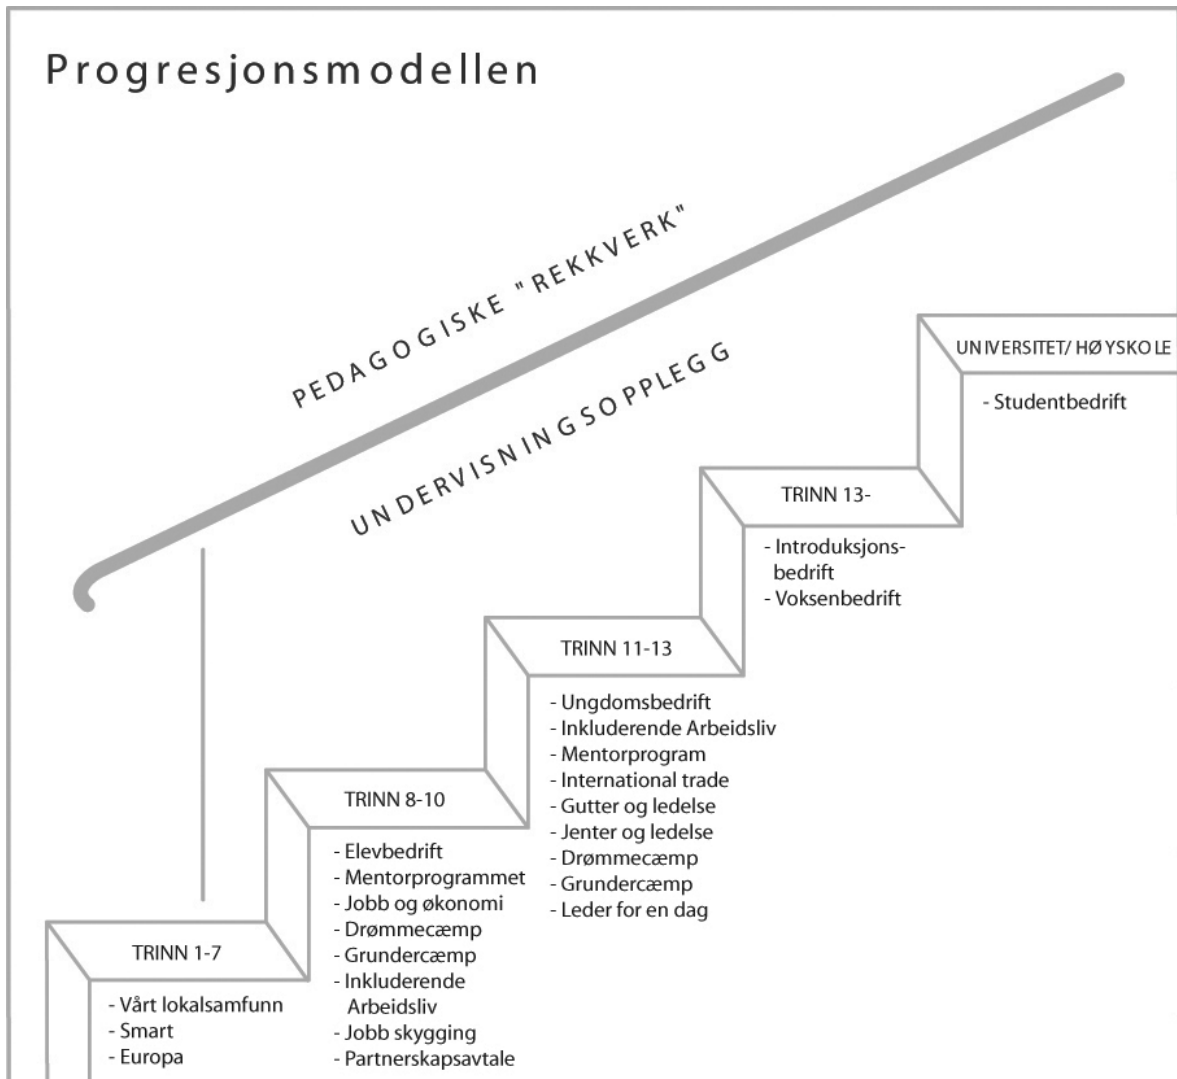 Progresjonsmodellen
PEDAGOGISKE "REKKVERK"
UNDERVISNINGSOPPLEGG
TRINN 1-7
- Vårt lokalsamfunn
- Smart
- Europa
TRINN 8-10
- Elevbedrift
- Mentorprogrammet
- Jobb og økonomi
- Drømmecæmp
- Grundercæmp
- Inkluderende
Arbeidsliv
- Jobb skygging
- Partnerskapsavtale
TRINN 11-13
- Ungdomsbedrift
- Inkluderende Arbeidsliv
- Mentorprogram
- International trade
- Gutter og ledelse
- Jenter og ledelse
- Drømmecæmp
- Grundercæmp
- Leder for en dag
TRINN 13-
- Introduksjons-
bedrift
- Voksenbedrift
UNIVERSITET/ HØYSKOLE
- Studentbedrift